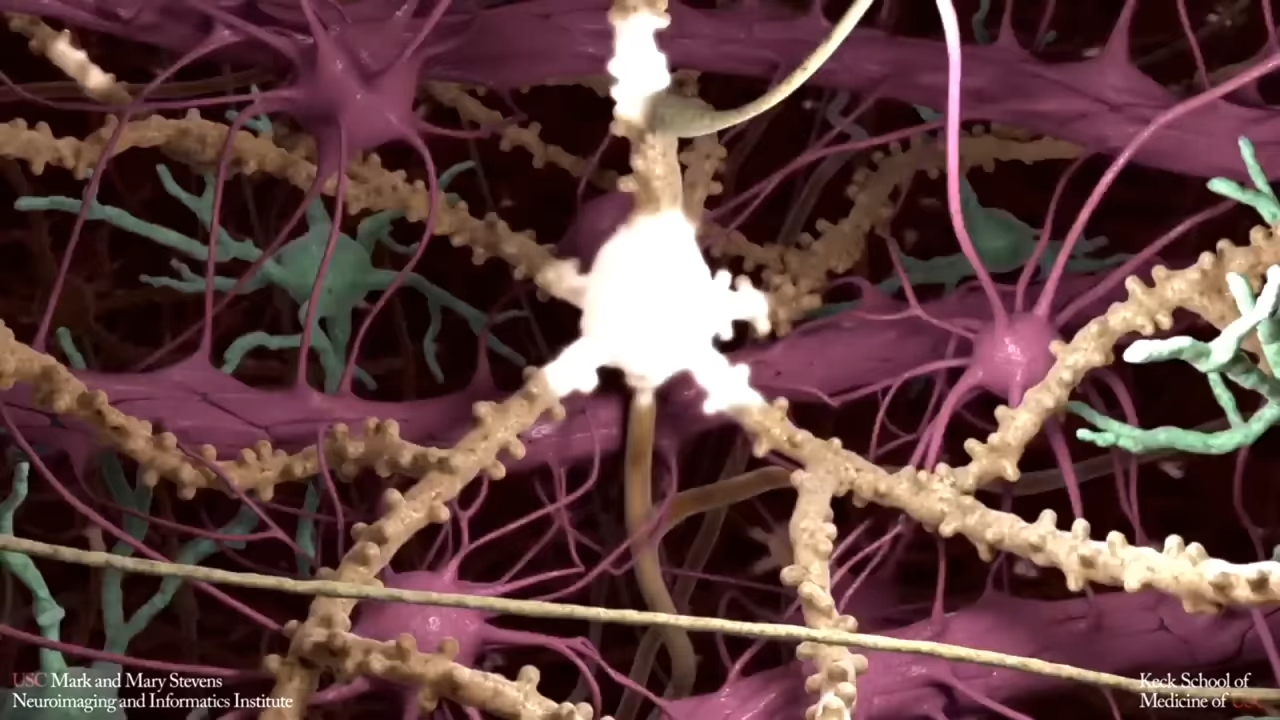 USC Mark and Mary Stevens
Neuroimaging and Informatics Institute
Keck School of
Medicine of USC